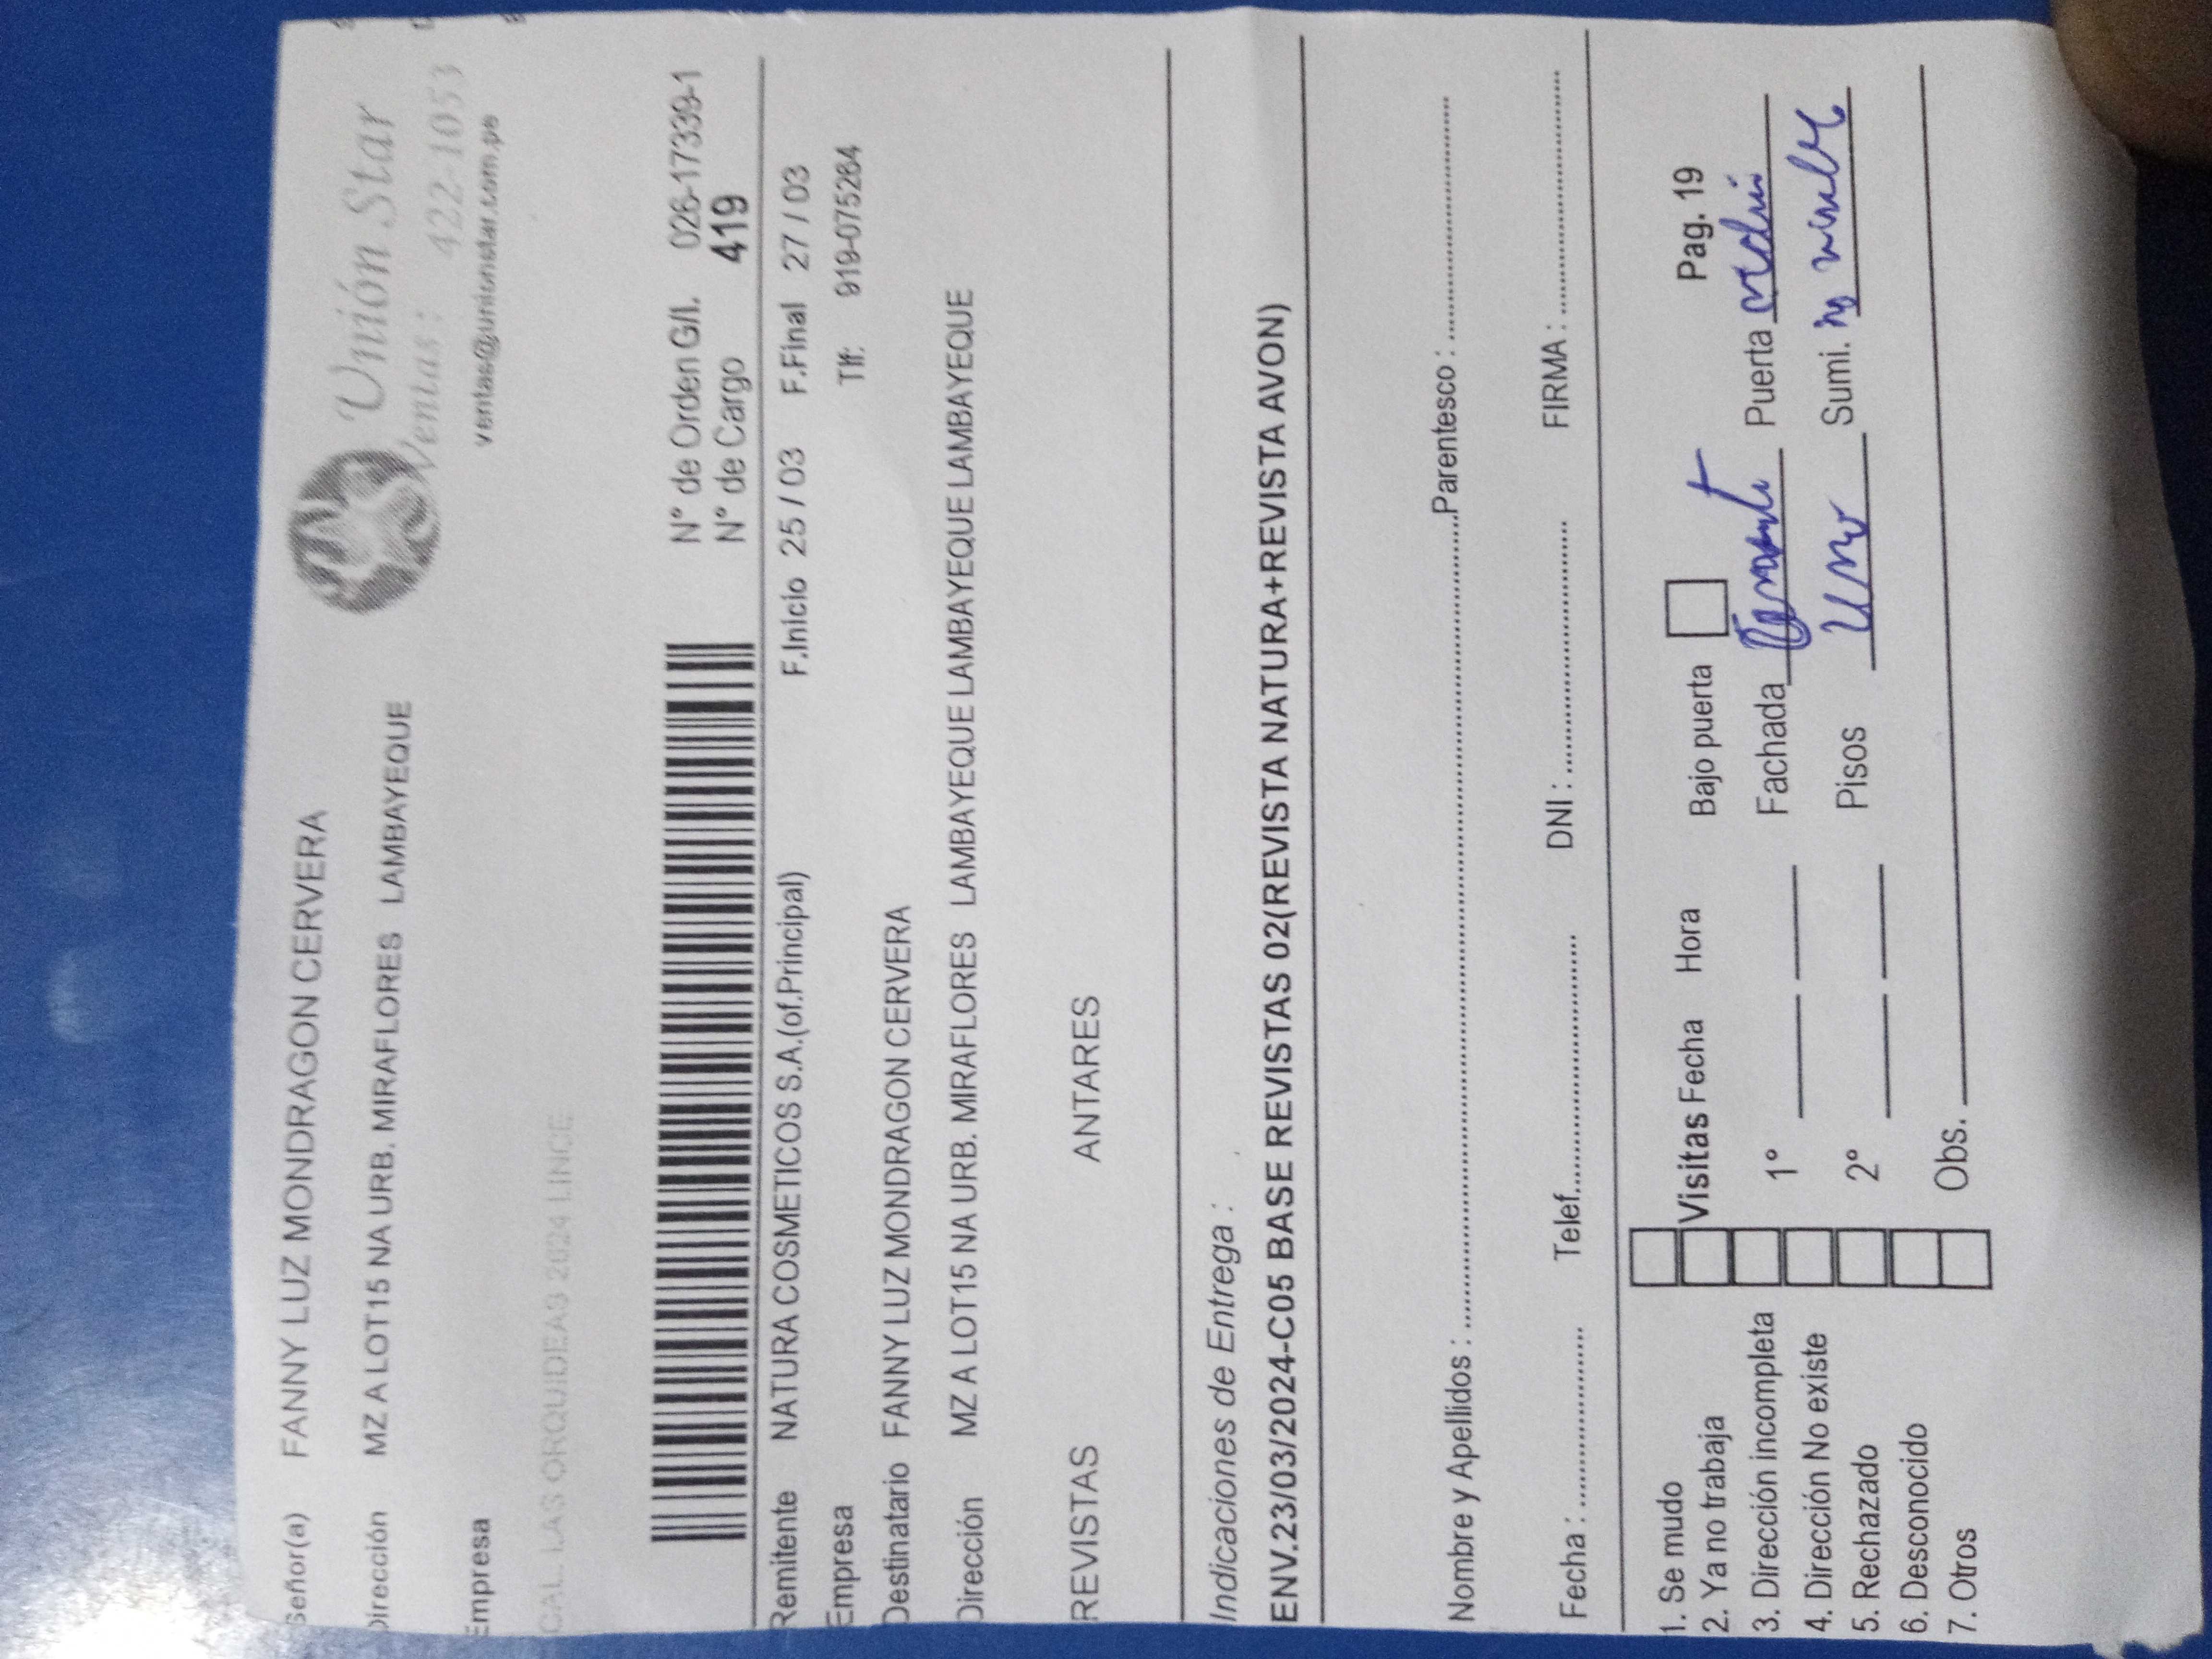 Señor(a) FANNY LUZ MONDRAGON CERVERA
Dirección MZ A LOT15 NA URB. MIRAFLORES LAMBAYEQUE
Empresa
Unión Star
Ventas: 422-1053
ventas@unionstar.com.pe
CAL. LAS ORQUIDEAS 2624 LINCE
N° de Orden G/I. 026-17339-1
N° de Cargo 419
Remitente NATURA COSMETICOS S.A.(of.Principal) F.Inicio 25 / 03 F.Final 27 / 03
Empresa Tlf: 919-075264
Destinatario FANNY LUZ MONDRAGON CERVERA
Dirección MZ A LOT15 NA URB. MIRAFLORES LAMBAYEQUE LAMBAYEQUE LAMBAYEQUE
REVISTAS ANTARES
Indicaciones de Entrega :
ENV.23/03/2024-C05 BASE REVISTAS 02(REVISTA NATURA+REVISTA AVON)
Nombre y Apellidos : Parentesco :
Fecha : Telef. DNI : FIRMA :
1. Se mudo
2. Ya no trabaja
3. Dirección incompleta
4. Dirección No existe
5. Rechazado
6. Desconocido
7. Otros
Visitas Fecha Hora Bajo puerta Pag. 19
1° Fachada Puerta
2° Pisos Uno Sumi.
Obs.